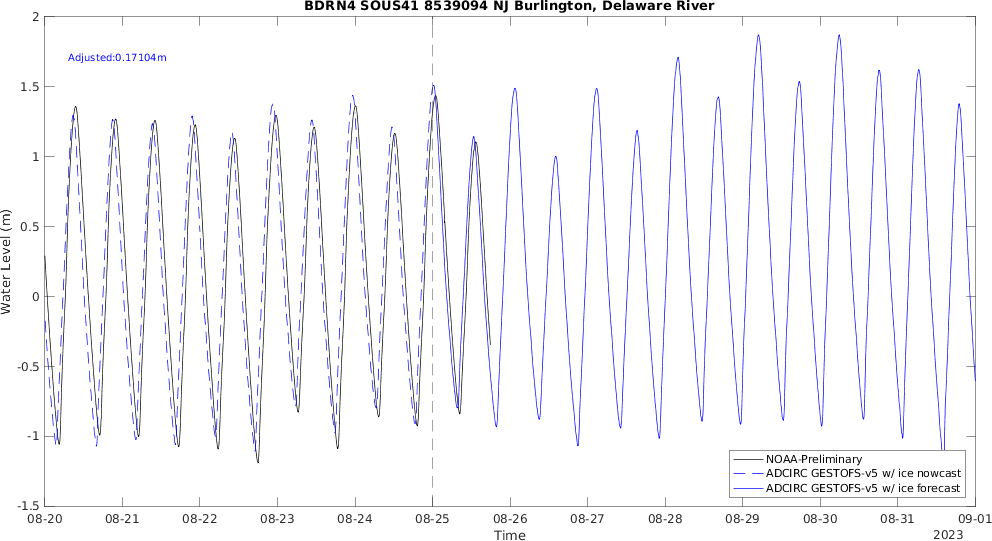 BDRN4 SOUS41 8539094 NJ Burlington, Delaware River
Adjusted:0.17104m
2
1.5
1
0.5
0
-0.5
-1
-1.5
Water Level (m)
NOAA-Preliminary
ADCIRC GESTOFS-v5 w/ ice nowcast
ADCIRC GESTOFS-v5 w/ ice forecast
08-20 08-21 08-22 08-23 08-24 08-25 08-26 08-27 08-28 08-29 08-30 08-31 09-01
Time
2023